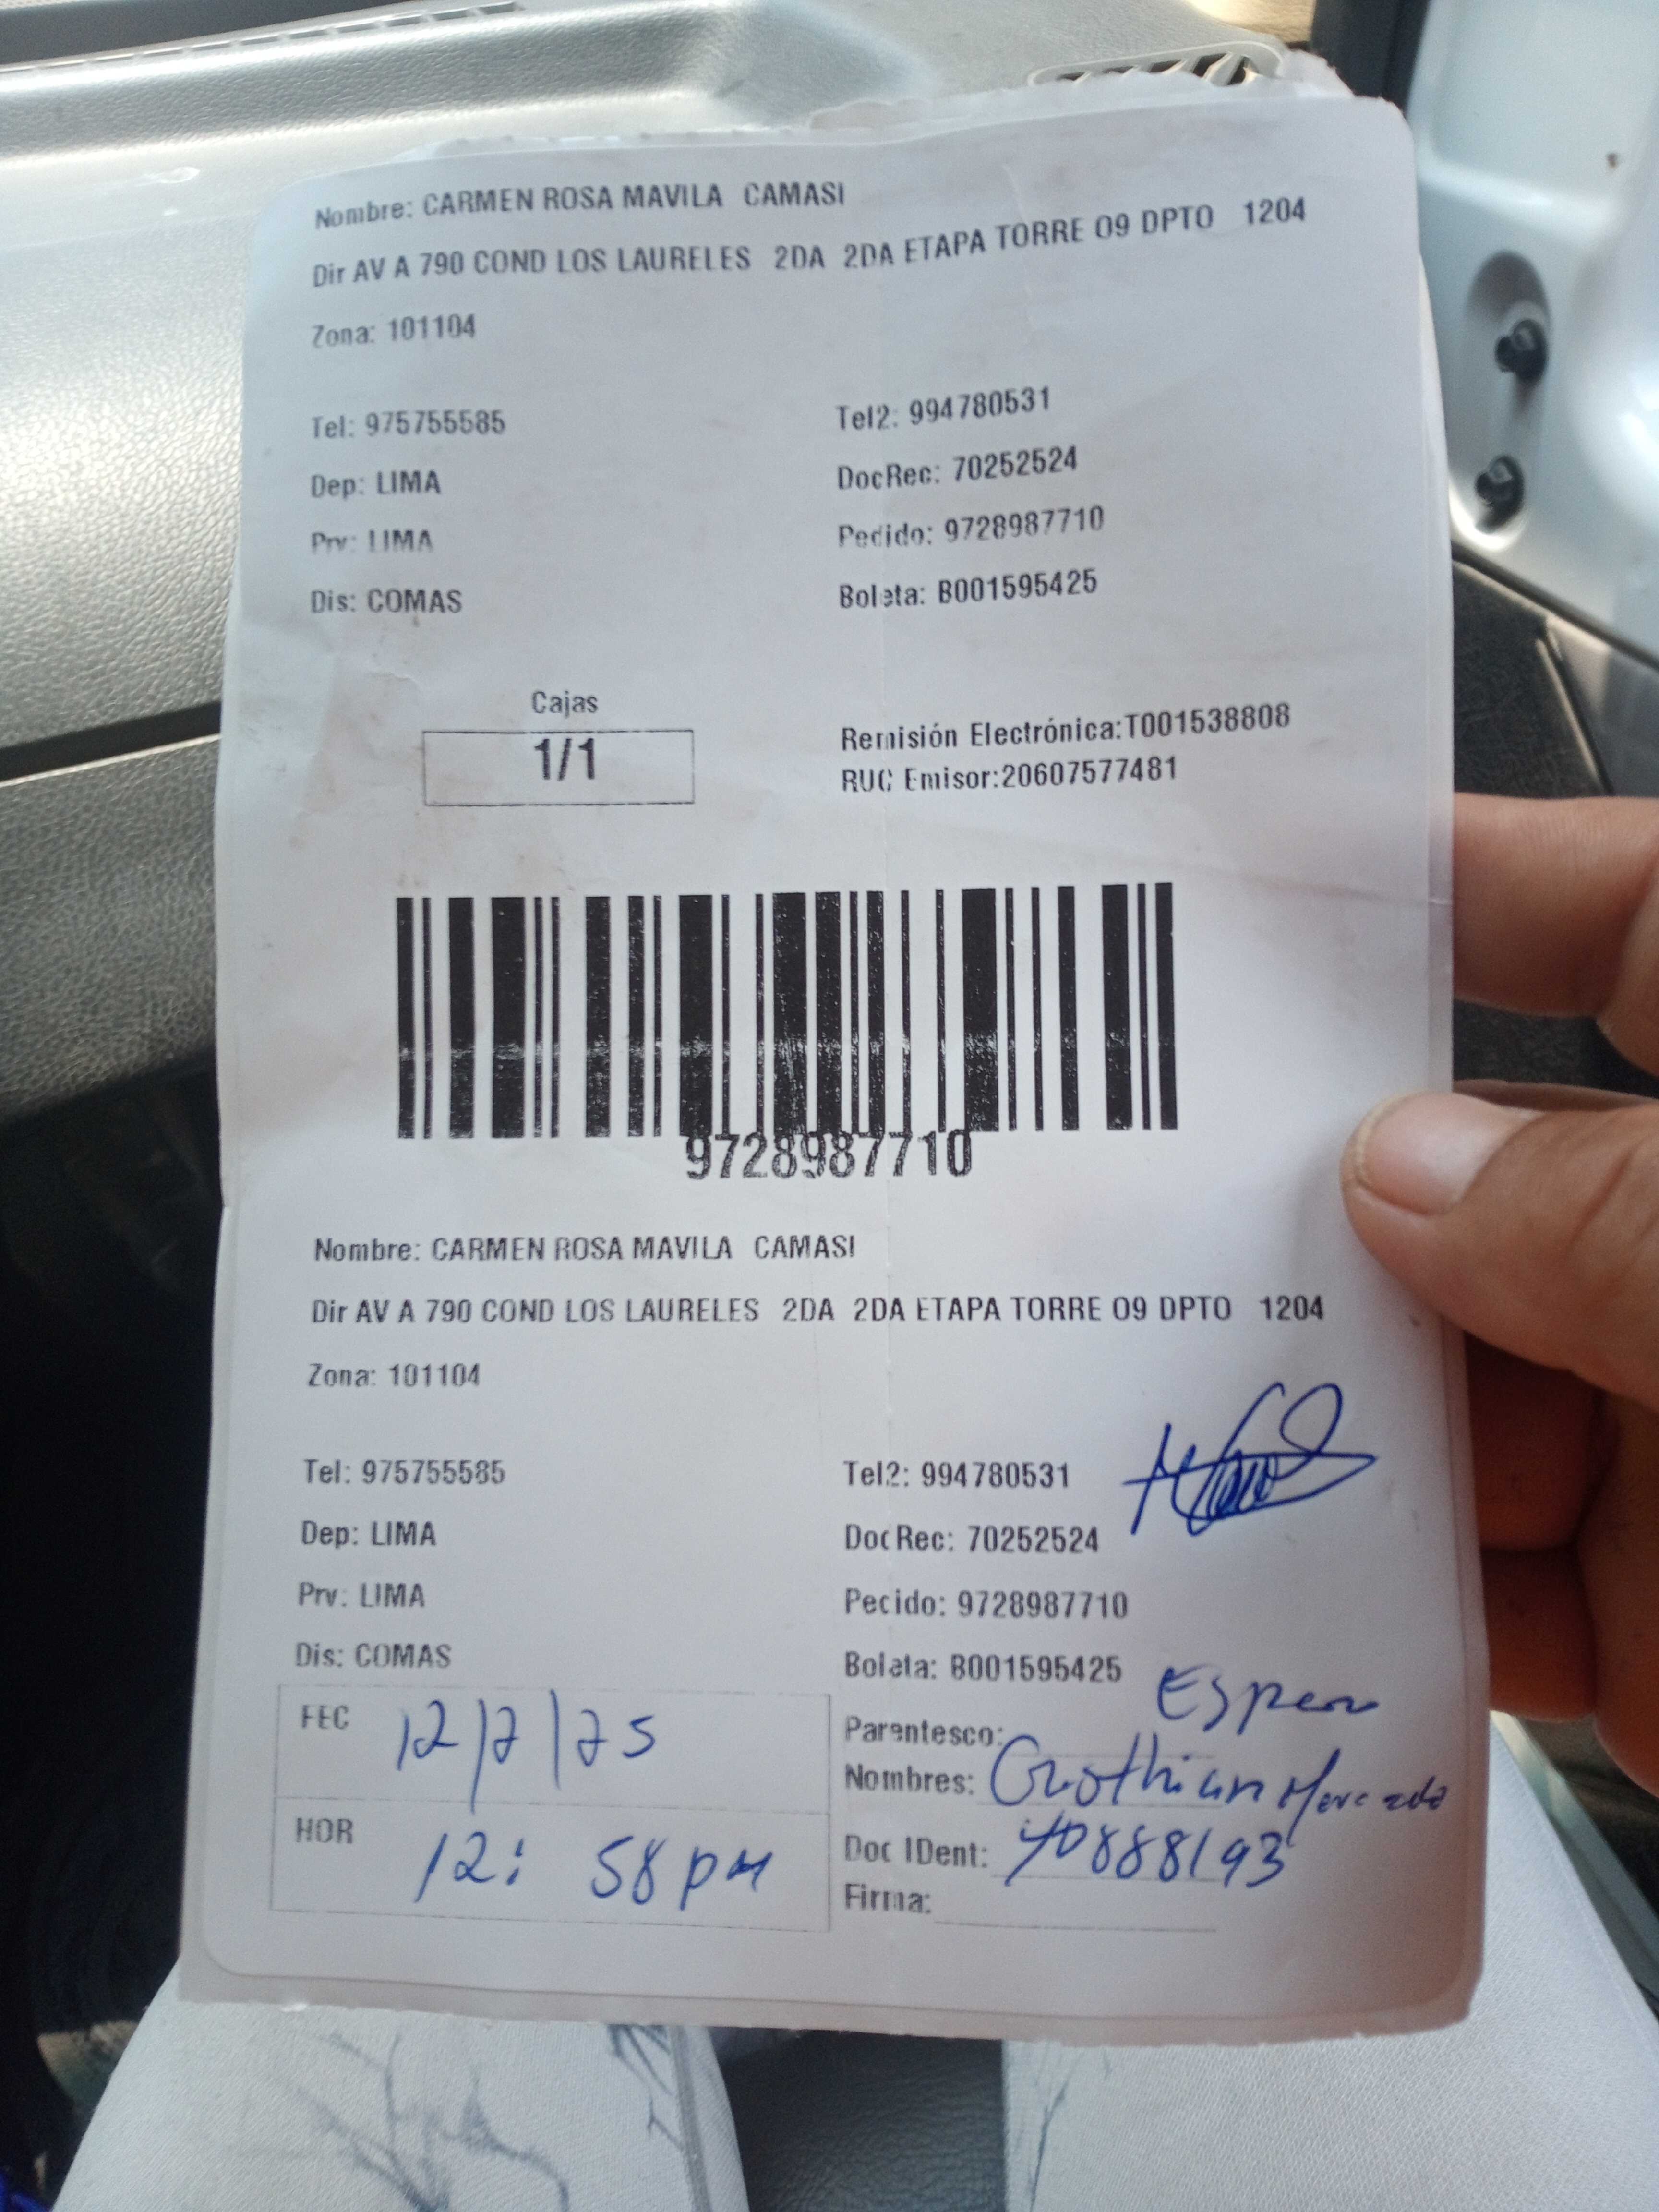 Nombre: CARMEN ROSA MAVILA CAMASI
Dir AV A 790 COND LOS LAURELES 2DA 2DA ETAPA TORRE 09 DPTO 1204
Zona: 101104
Tel: 975755585 Tel2: 994780531
Dep: LIMA DocRec: 70252524
Prv: LIMA Pedido: 9728987710
Dis: COMAS Boleta: B001595425
Cajas
1/1
Remisión Electrónica:T001538808
RUC Emisor:20607577481
9728987710
Nombre: CARMEN ROSA MAVILA CAMASI
Dir AV A 790 COND LOS LAURELES 2DA 2DA ETAPA TORRE 09 DPTO 1204
Zona: 101104
Tel: 975755585 Tel2: 994780531
Dep: LIMA DocRec: 70252524
Prv: LIMA Pedido: 9728987710
Dis: COMAS Boleta: B001595425
FEC 12/2/25
HOR 12: 58 pm
Parentesco:
Nombres: Mercado
Doc IDent: 40888193
Firma: